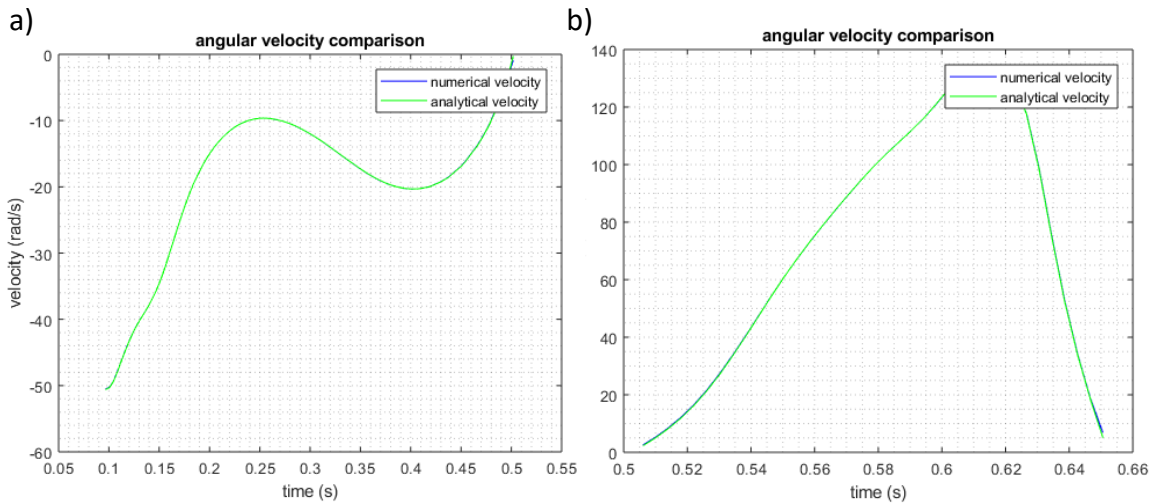 a)
angular velocity comparison
numerical velocity
analytical velocity
0
-10
-20
-30
-40
-50
-60
velocity (rad/s)
0.05 0.1 0.15 0.2 0.25 0.3 0.35 0.4 0.45 0.5 0.55
time (s)
b)
angular velocity comparison
numerical velocity
analytical velocity
140
120
100
80
60
40
20
0
0.5 0.52 0.54 0.56 0.58 0.6 0.62 0.64 0.66
time (s)